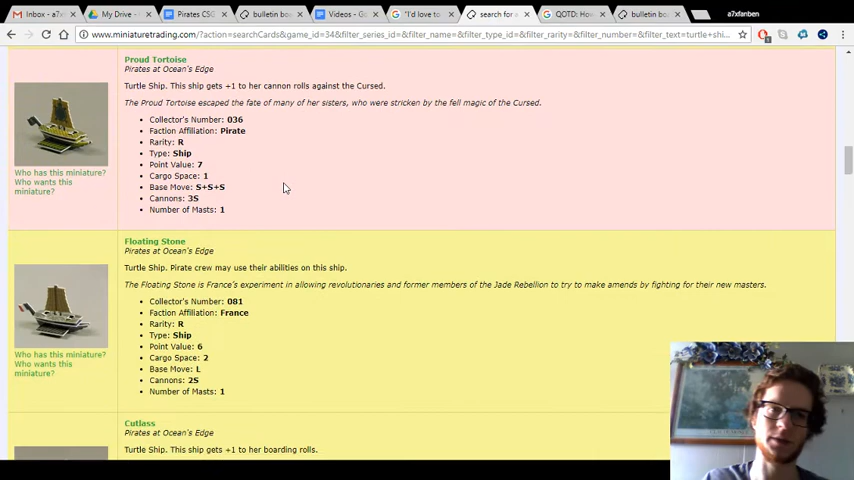 Inbox - a7xf
My Drive -
Pirates CSG
bulletin boa
Videos - Go
"I'd love to
search for a
QOTD: How
bulletin boa
a7xfanben
www.miniaturetrading.com/?action=searchCards&game_id=34&filter_series_id=&filter_name=&filter_type_id=&filter_rarity=&filter_number=&filter_text=turtle+shi...
Proud Tortoise
Pirates at Ocean's Edge
Turtle Ship. This ship gets +1 to her cannon rolls against the Cursed.
The Proud Tortoise escaped the fate of many of her sisters, who were stricken by the fell magic of the Cursed.
Collector's Number: 036
Faction Affiliation: Pirate
Rarity: R
Type: Ship
Point Value: 7
Cargo Space: 1
Base Move: S+S+S
Cannons: 3S
Number of Masts: 1
Who has this miniature?
Who wants this
miniature?
Floating Stone
Pirates at Ocean's Edge
Turtle Ship. Pirate crew may use their abilities on this ship.
The Floating Stone is France's experiment in allowing revolutionaries and former members of the Jade Rebellion to try to make amends by fighting for their new masters.
Collector's Number: 081
Faction Affiliation: France
Rarity: R
Type: Ship
Point Value: 6
Cargo Space: 2
Base Move: L
Cannons: 2S
Number of Masts: 1
Who has this miniature?
Who wants this
miniature?
Cutlass
Pirates at Ocean's Edge
Turtle Ship. This ship gets +1 to her boarding rolls.